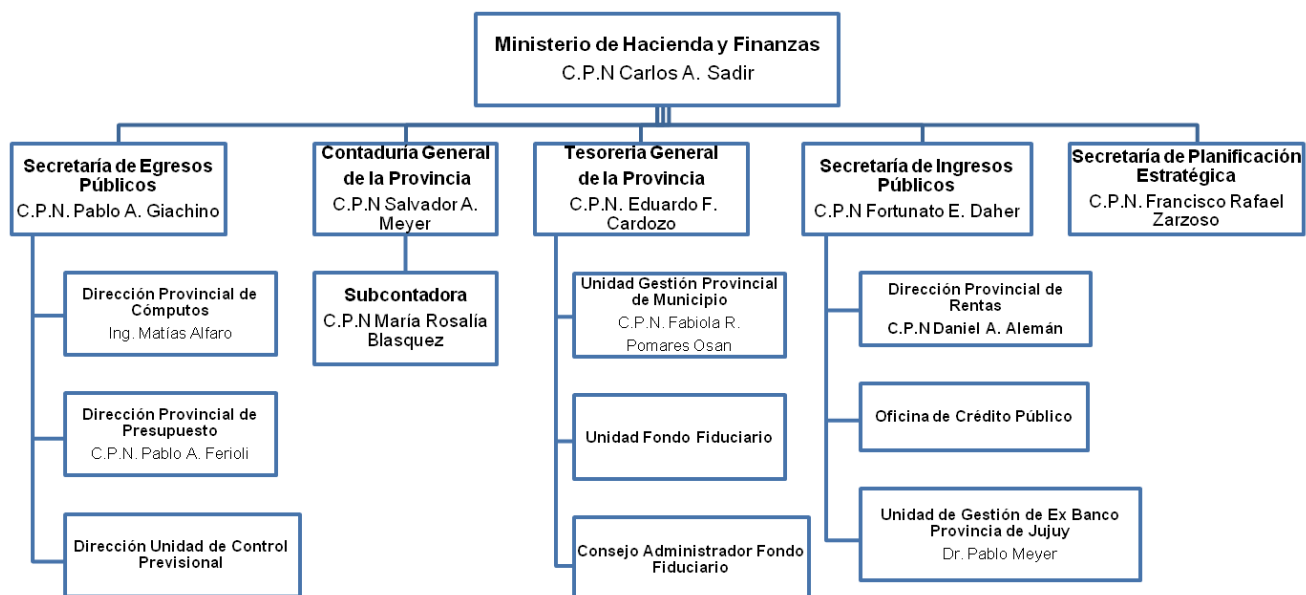 Ministerio de Hacienda y Finanzas
C.P.N Carlos A. Sadir
Secretaría de Egresos
Públicos
C.P.N. Pablo A. Giachino
Contaduría General
de la Provincia
C.P.N Salvador A.
Meyer
Tesoreria General
de la Provincia
C.P.N. Eduardo F.
Cardozo
Secretaría de Ingresos
Públicos
C.P.N Fortunato E. Daher
Secretaría de Planificación
Estratégica
C.P.N. Francisco Rafael
Zarzoso
Dirección Provincial de
Cómputos
Ing. Matías Alfaro
Subcontadora
C.P.N María Rosalía
Blasquez
Unidad Gestión Provincial
de Municipio
C.P.N. Fabiola R.
Pomares Osan
Dirección Provincial de
Rentas
C.P.N Daniel A. Alemán
Dirección Provincial de
Presupuesto
C.P.N. Pablo A. Ferioli
Unidad Fondo Fiduciario
Oficina de Crédito Público
Dirección Unidad de Control
Previsional
Consejo Administrador Fondo
Fiduciario
Unidad de Gestión de Ex Banco
Provincia de Jujuy
Dr. Pablo Meyer